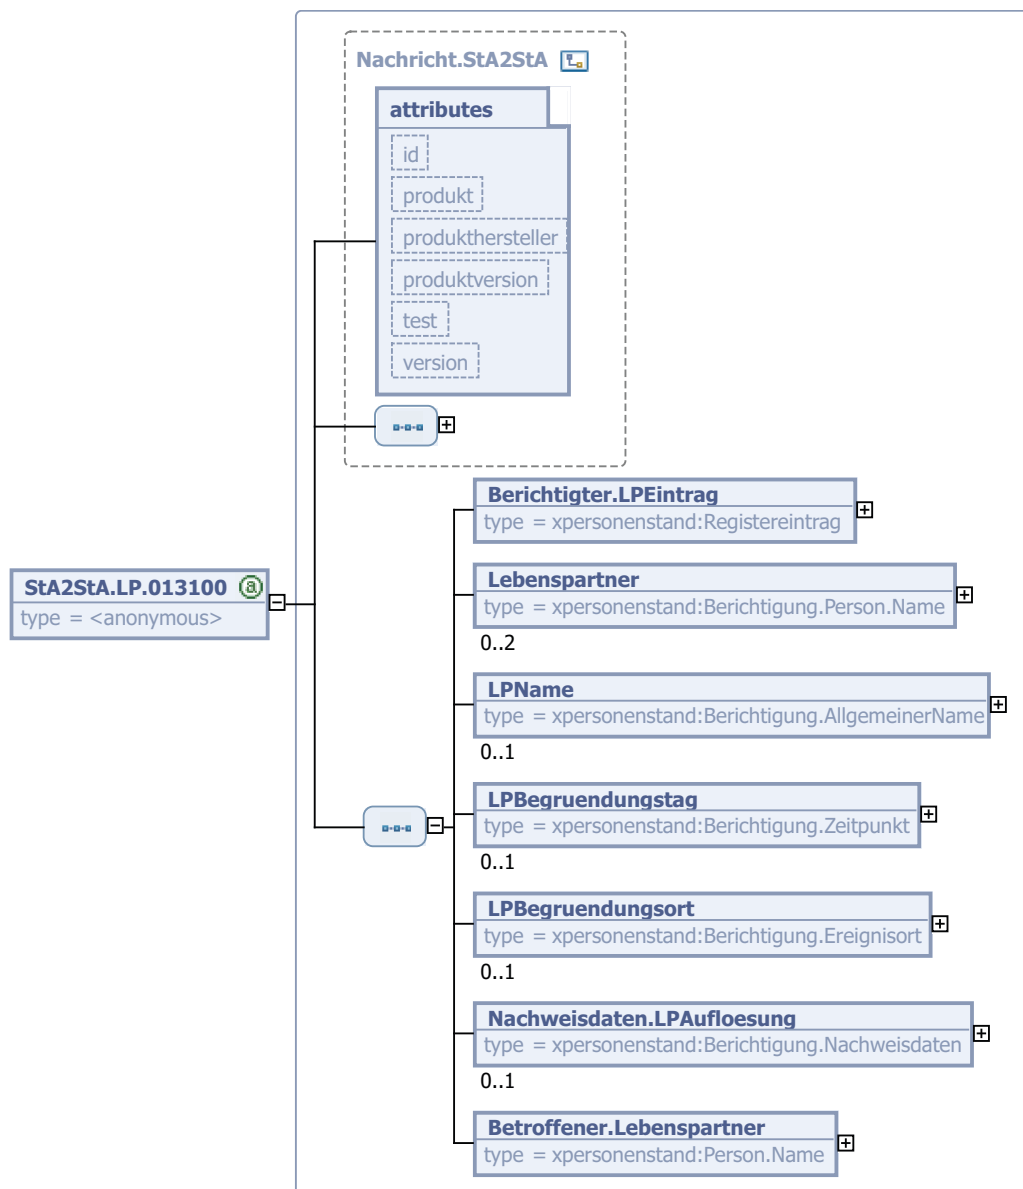 Nachricht.StA2StA
attributes
id
produkt
produkthersteller
produktversion
test
version
Berichtigter.LPEintrag
type = xpersonenstand:Registereintrag
StA2StA.LP.013100
type = <anonymous>
Lebenspartner
type = xpersonenstand:Berichtigung.Person.Name
0..2
LPName
type = xpersonenstand:Berichtigung.AllgemeinerName
0..1
LPBegruendungstag
type = xpersonenstand:Berichtigung.Zeitpunkt
0..1
LPBegruendungsort
type = xpersonenstand:Berichtigung.Ereignisort
0..1
Nachweisdaten.LPAufloesung
type = xpersonenstand:Berichtigung.Nachweisdaten
0..1
Betroffener.Lebenspartner
type = xpersonenstand:Person.Name